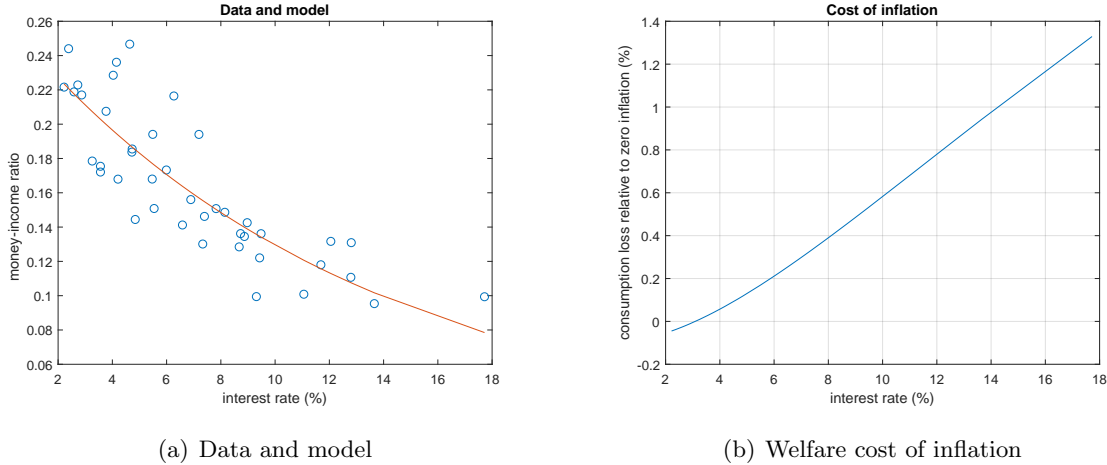 Data and model
0.26
0.24
0.22
0.2
0.18
0.16
0.14
0.12
0.1
0.08
0.06
money-income ratio
2 4 6 8 10 12 14 16 18
interest rate (%)
(a) Data and model
Cost of inflation
1.4
1.2
1
0.8
0.6
0.4
0.2
0
-0.2
consumption loss relative to zero inflation (%)
2 4 6 8 10 12 14 16 18
interest rate (%)
(b) Welfare cost of inflation